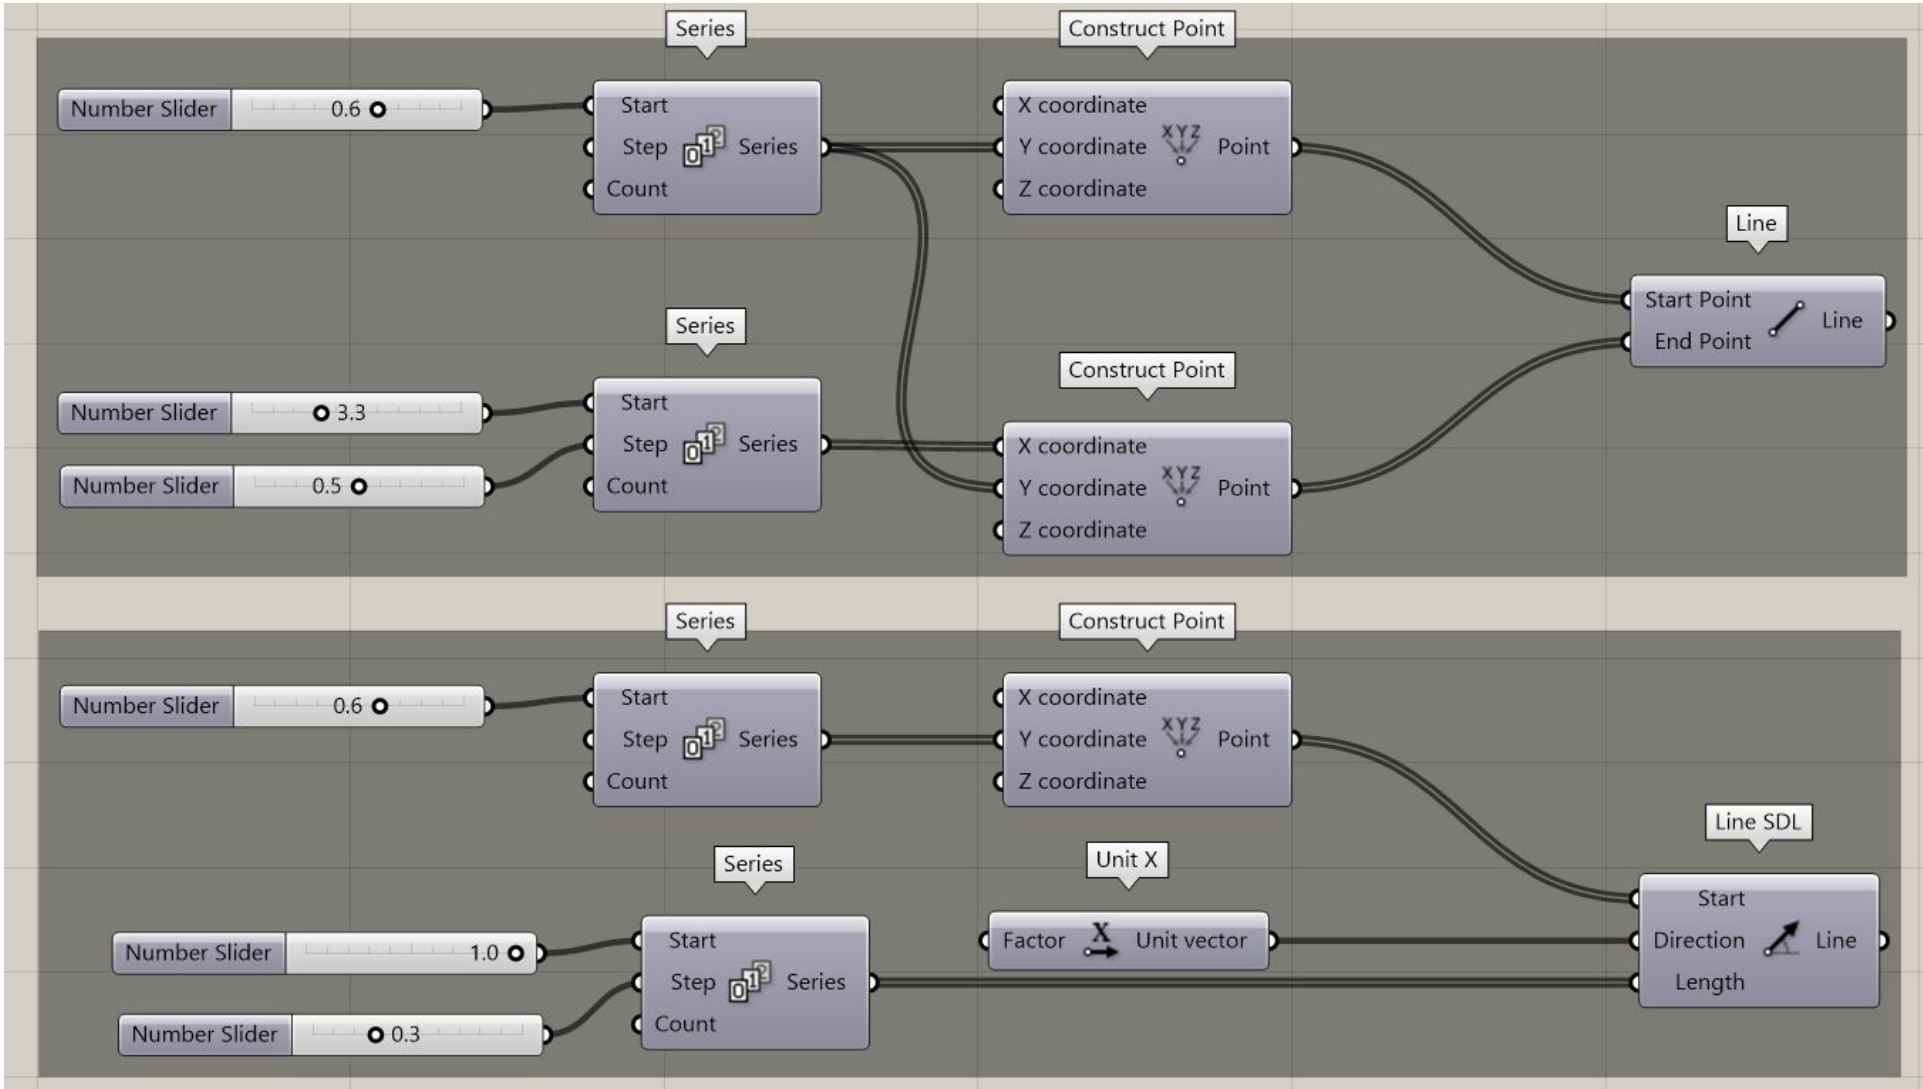 Series
Construct Point
Number Slider 0.6
Start
Step
Count
Series
X coordinate
Y coordinate
Z coordinate
XYZ
Point
Line
Start Point
End Point
Line
Series
Construct Point
Number Slider 3.3
Number Slider 0.5
Start
Step
Count
Series
X coordinate
Y coordinate
Z coordinate
XYZ
Point
Series
Construct Point
Number Slider 0.6
Start
Step
Count
Series
X coordinate
Y coordinate
Z coordinate
XYZ
Point
Line SDL
Series
Unit X
Number Slider 1.0
Number Slider 0.3
Start
Step
Count
Series
Factor
X
Unit vector
Start
Direction
Length
Line